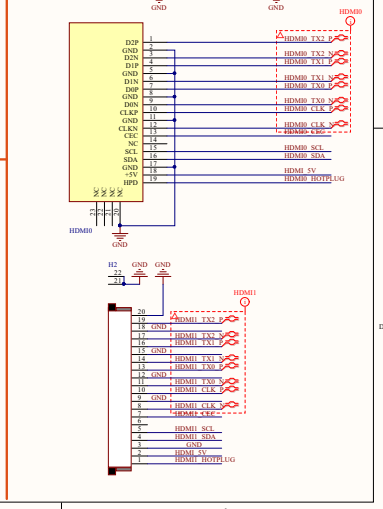 GND GND
HDMI0
1
D2P 1 HDMI0_TX2_P
GND 2
D2N 3 HDMI0_TX2_N
D1P 4 HDMI0_TX1_P
GND 5
D1N 6 HDMI0_TX1_N
D0P 7 HDMI0_TX0_P
GND 8
D0N 9 HDMI0_TX0_N
CLKP 10 HDMI0_CLK_P
GND 11
CLKN 12 HDMI0_CLK_N
CEC 13 HDMI0_CEC
NC 14
SCL 15 HDMI0_SCL
SDA 16 HDMI0_SDA
GND 17
+5V 18 HDMI_5V
HPD 19 HDMI0_HOTPLUG
NC NC NC NC
23 22 21 20
HDMI0
GND
H2 GND GND
22
21
HDMI1
1
20
19 HDMI1_TX2_P
18 GND
17 HDMI1_TX2_N
16 HDMI1_TX1_P
15 GND
14 HDMI1_TX1_N
13 HDMI1_TX0_P
12 GND
11 HDMI1_TX0_N
10 HDMI1_CLK_P
9 GND
8 HDMI1_CLK_N
7 HDMI1_CEC
6
5 HDMI1_SCL
4 HDMI1_SDA
3 GND
2 HDMI_5V
1 HDMI1_HOTPLUG